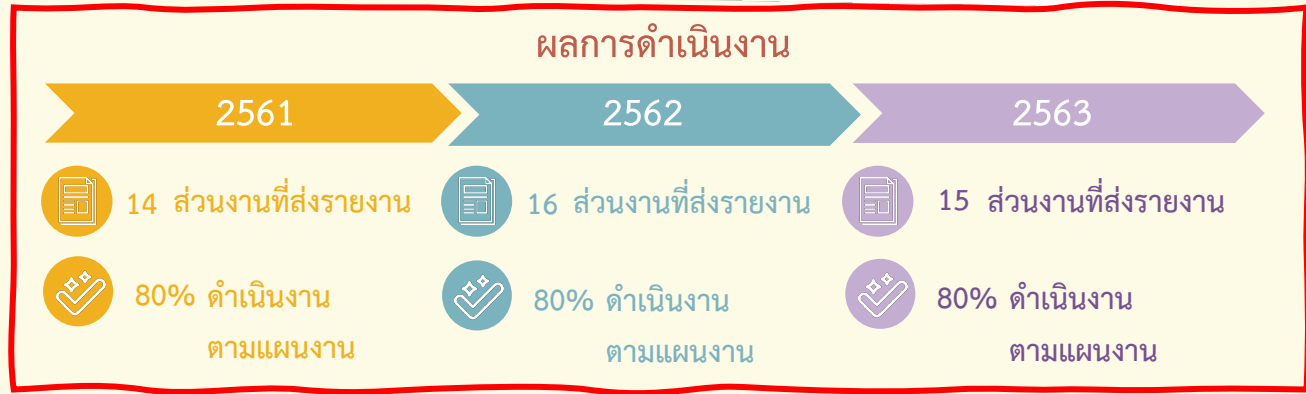 ผลการดำเนินงาน
2561
2562
2563
14 ส่วนงานที่ส่งรายงาน
16 ส่วนงานที่ส่งรายงาน
15 ส่วนงานที่ส่งรายงาน
80% ดำเนินงาน
ตามแผนงาน
80% ดำเนินงาน
ตามแผนงาน
80% ดำเนินงาน
ตามแผนงาน